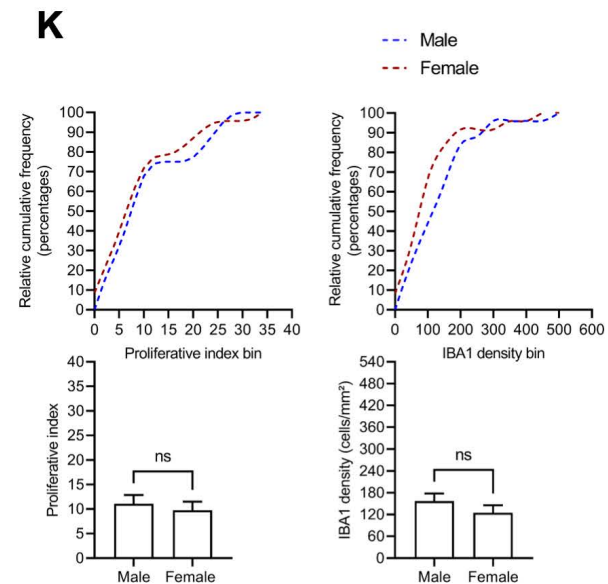 K
Male
Female
Relative cumulative frequency
(percentages)
100
90
80
70
60
50
40
30
20
10
0
0 5 10 15 20 25 30 35 40
Proliferative index bin
Relative cumulative frequency
(percentages)
100
90
80
70
60
50
40
30
20
10
0
0 100 200 300 400 500 600
IBA1 density bin
Proliferative index
40
35
30
25
20
15
10
5
0
ns
Male Female
IBA1 density (cells/mm²)
540
480
420
360
300
240
180
120
60
0
ns
Male Female